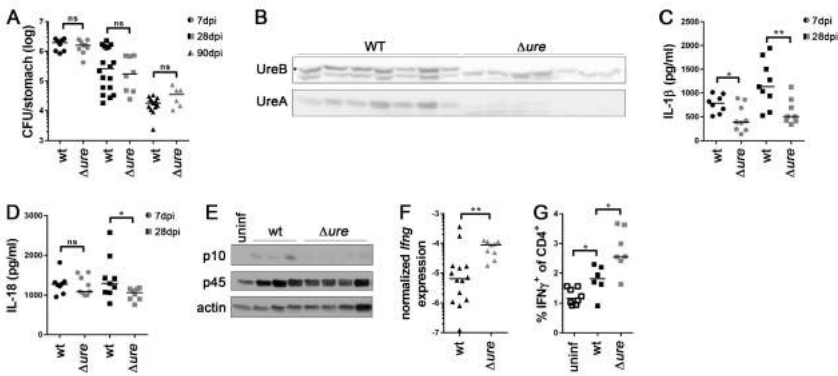 A
CFU/stomach (log)
7
6
5
4
3
ns
ns
ns
7dpi
28dpi
90dpi
wt
Δure
wt
Δure
wt
Δure
B
WT
Δure
UreB
UreA
C
IL-1β (pg/ml)
2500
2000
1500
1000
500
0
*
**
7dpi
28dpi
wt
Δure
wt
Δure
D
IL-18 (pg/ml)
3000
2000
1000
0
ns
*
7dpi
28dpi
wt
Δure
wt
Δure
E
uninf
wt
Δure
p10
p45
actin
F
normalized Ifng
expression
-3
-4
-5
-6
-7
**
wt
Δure
G
% IFNγ+ of CD4+
5
4
3
2
1
0
*
*
uninf
wt
Δure